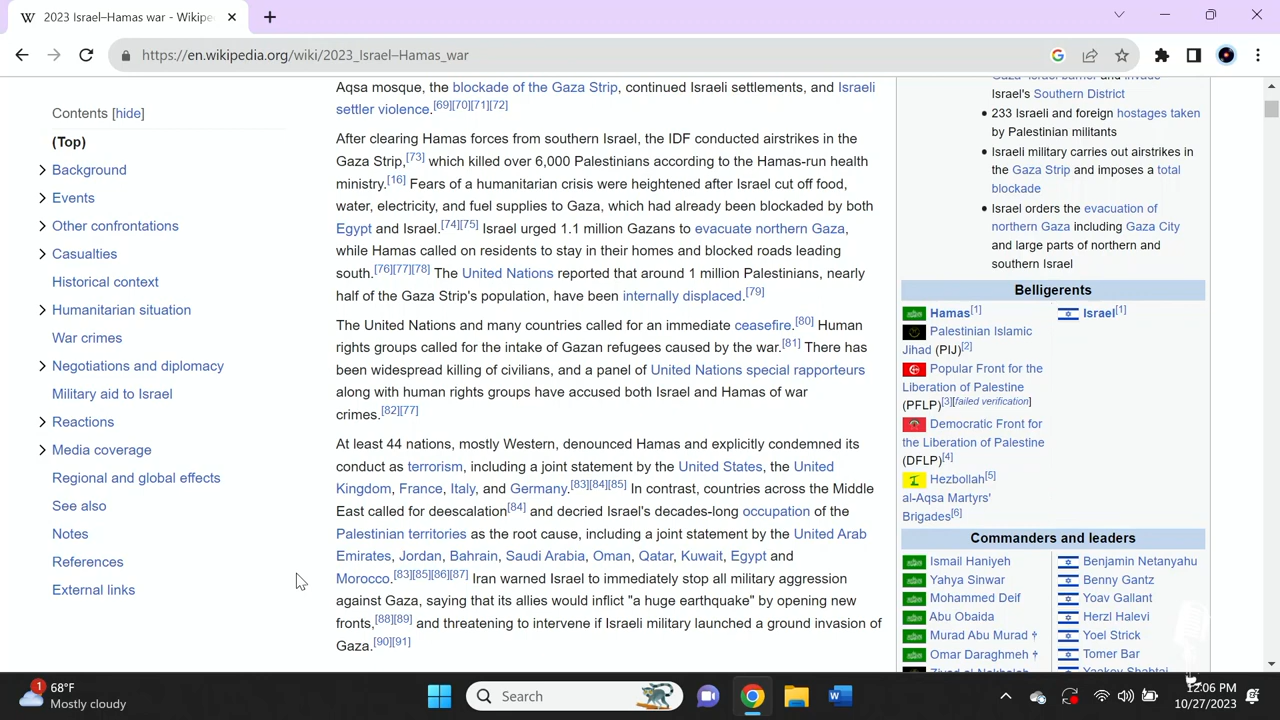 2023 Israel–Hamas war - Wikipe
https://en.wikipedia.org/wiki/2023_Israel–Hamas_war
Contents [hide]
(Top)
Background
Events
Other confrontations
Casualties
Historical context
Humanitarian situation
War crimes
Negotiations and diplomacy
Military aid to Israel
Reactions
Media coverage
Regional and global effects
See also
Notes
References
External links
Aqsa mosque, the blockade of the Gaza Strip, continued Israeli settlements, and Israeli
settler violence.[69][70][71][72]
After clearing Hamas forces from southern Israel, the IDF conducted airstrikes in the
Gaza Strip,[73] which killed over 6,000 Palestinians according to the Hamas-run health
ministry.[16] Fears of a humanitarian crisis were heightened after Israel cut off food,
water, electricity, and fuel supplies to Gaza, which had already been blockaded by both
Egypt and Israel.[74][75] Israel urged 1.1 million Gazans to evacuate northern Gaza,
while Hamas called on residents to stay in their homes and blocked roads leading
south.[76][77][78] The United Nations reported that around 1 million Palestinians, nearly
half of the Gaza Strip's population, have been internally displaced.[79]
The United Nations and many countries called for an immediate ceasefire.[80] Human
rights groups called for the intake of Gazan refugees caused by the war.[81] There has
been widespread killing of civilians, and a panel of United Nations special rapporteurs
along with human rights groups have accused both Israel and Hamas of war
crimes.[82][77]
At least 44 nations, mostly Western, denounced Hamas and explicitly condemned its
conduct as terrorism, including a joint statement by the United States, the United
Kingdom, France, Italy, and Germany.[83][84][85] In contrast, countries across the Middle
East called for deescalation[84] and decried Israel's decades-long occupation of the
Palestinian territories as the root cause, including a joint statement by the United Arab
Emirates, Jordan, Bahrain, Saudi Arabia, Oman, Qatar, Kuwait, Egypt and
Morocco.[83][85][86][87] Iran warned Israel to immediately stop all military aggression
against Gaza, saying that its allies would inflict "a huge earthquake" by opening new
fronts,[88][89] and threatening to intervene if Israeli military launched a ground invasion of
Gaza.[90][91]
Gaza–Israel barrier and invade
Israel's Southern District
• 233 Israeli and foreign hostages taken
by Palestinian militants
• Israeli military carries out airstrikes in
the Gaza Strip and imposes a total
blockade
• Israel orders the evacuation of
northern Gaza including Gaza City
and large parts of northern and
southern Israel
Belligerents
Hamas[1]
Palestinian Islamic
Jihad (PIJ)[2]
Popular Front for the
Liberation of Palestine
(PFLP)[3][failed verification]
Democratic Front for
the Liberation of Palestine
(DFLP)[4]
Hezbollah[5]
al-Aqsa Martyrs'
Brigades[6]
Israel[1]
Commanders and leaders
Ismail Haniyeh
Yahya Sinwar
Mohammed Deif
Abu Obaida
Murad Abu Murad †
Omar Daraghmeh †
Ziyad al-Nakhalah
Benjamin Netanyahu
Benny Gantz
Yoav Gallant
Herzl Halevi
Yoel Strick
Tomer Bar
Yaakov Shabtai
1
68°F
Mostly cloudy
Search
12:06 PM
10/27/2023